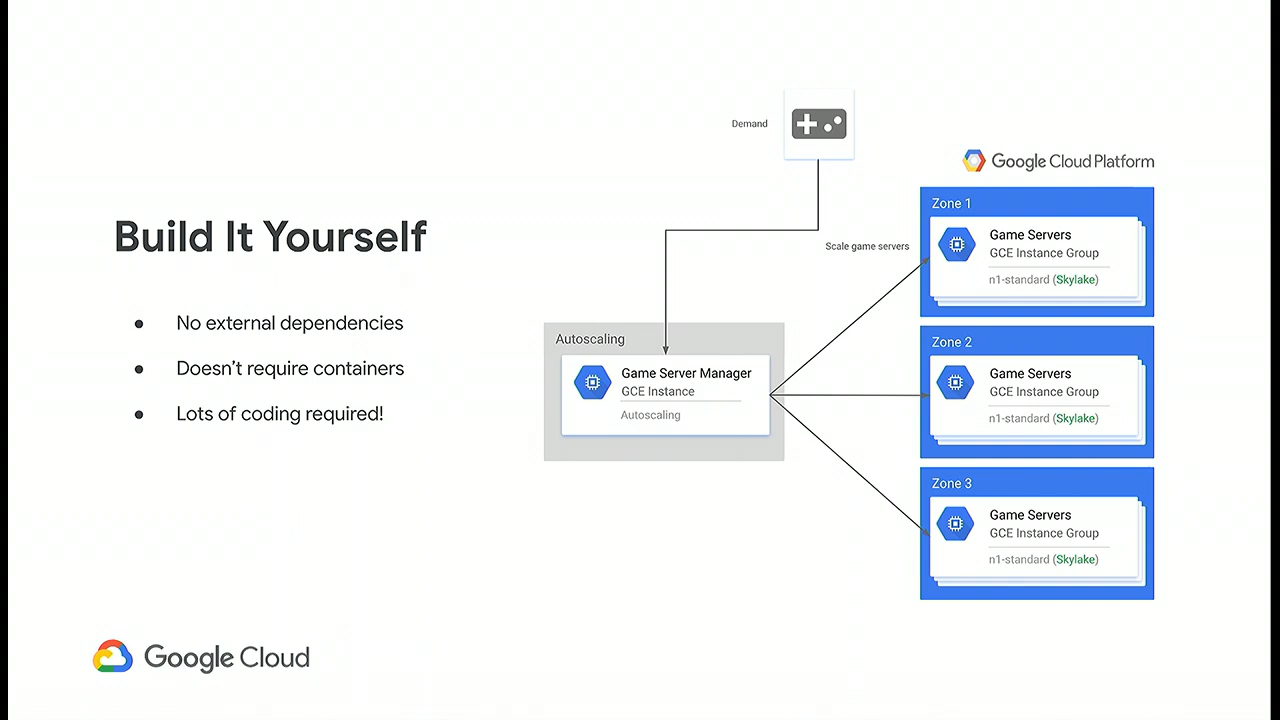 Build It Yourself
● No external dependencies
● Doesn't require containers
● Lots of coding required!
Demand
Google Cloud Platform
Scale game servers
Autoscaling
Game Server Manager
GCE Instance
Autoscaling
Zone 1
Game Servers
GCE Instance Group
n1-standard (Skylake)
Zone 2
Game Servers
GCE Instance Group
n1-standard (Skylake)
Zone 3
Game Servers
GCE Instance Group
n1-standard (Skylake)
Google Cloud